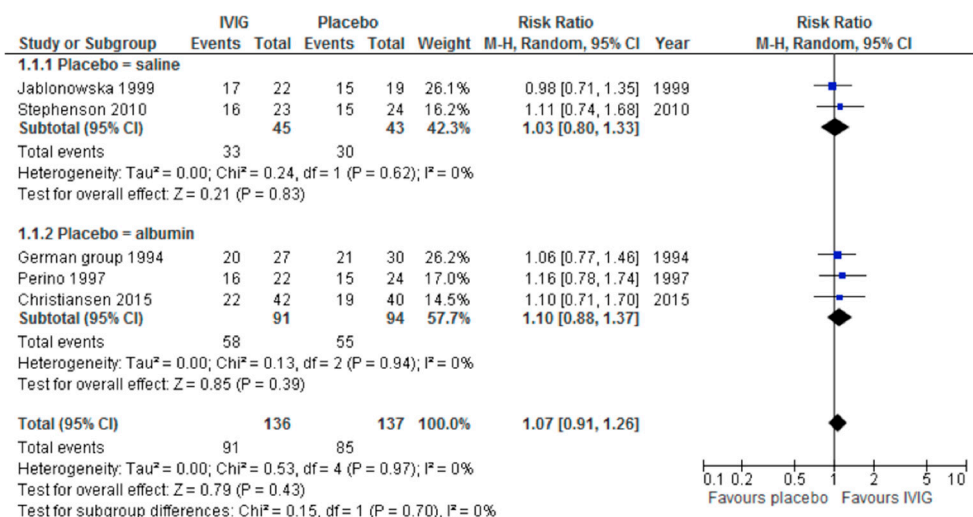 IVIG Placebo Risk Ratio Risk Ratio
Study or Subgroup Events Total Events Total Weight M-H, Random, 95% CI Year M-H, Random, 95% CI
1.1.1 Placebo = saline
Jablonowska 1999 17 22 15 19 26.1% 0.98 [0.71, 1.35] 1999
Stephenson 2010 16 23 15 24 16.2% 1.11 [0.74, 1.68] 2010
Subtotal (95% CI) 45 43 42.3% 1.03 [0.80, 1.33]
Total events 33 30
Heterogeneity: Tau² = 0.00; Chi² = 0.24, df = 1 (P = 0.62); I² = 0%
Test for overall effect: Z = 0.21 (P = 0.83)
1.1.2 Placebo = albumin
German group 1994 20 27 21 30 26.2% 1.06 [0.77, 1.46] 1994
Perino 1997 16 22 15 24 17.0% 1.16 [0.78, 1.74] 1997
Christiansen 2015 22 42 19 40 14.5% 1.10 [0.71, 1.70] 2015
Subtotal (95% CI) 91 94 57.7% 1.10 [0.88, 1.37]
Total events 58 55
Heterogeneity: Tau² = 0.00; Chi² = 0.13, df = 2 (P = 0.94); I² = 0%
Test for overall effect: Z = 0.85 (P = 0.39)
Total (95% CI) 136 137 100.0% 1.07 [0.91, 1.26]
Total events 91 85
Heterogeneity: Tau² = 0.00; Chi² = 0.53, df = 4 (P = 0.97); I² = 0%
Test for overall effect: Z = 0.79 (P = 0.43)
Test for subgroup differences: Chi² = 0.15, df = 1 (P = 0.70), I² = 0%
0.1 0.2 0.5 1 2 5 10
Favours placebo Favours IVIG